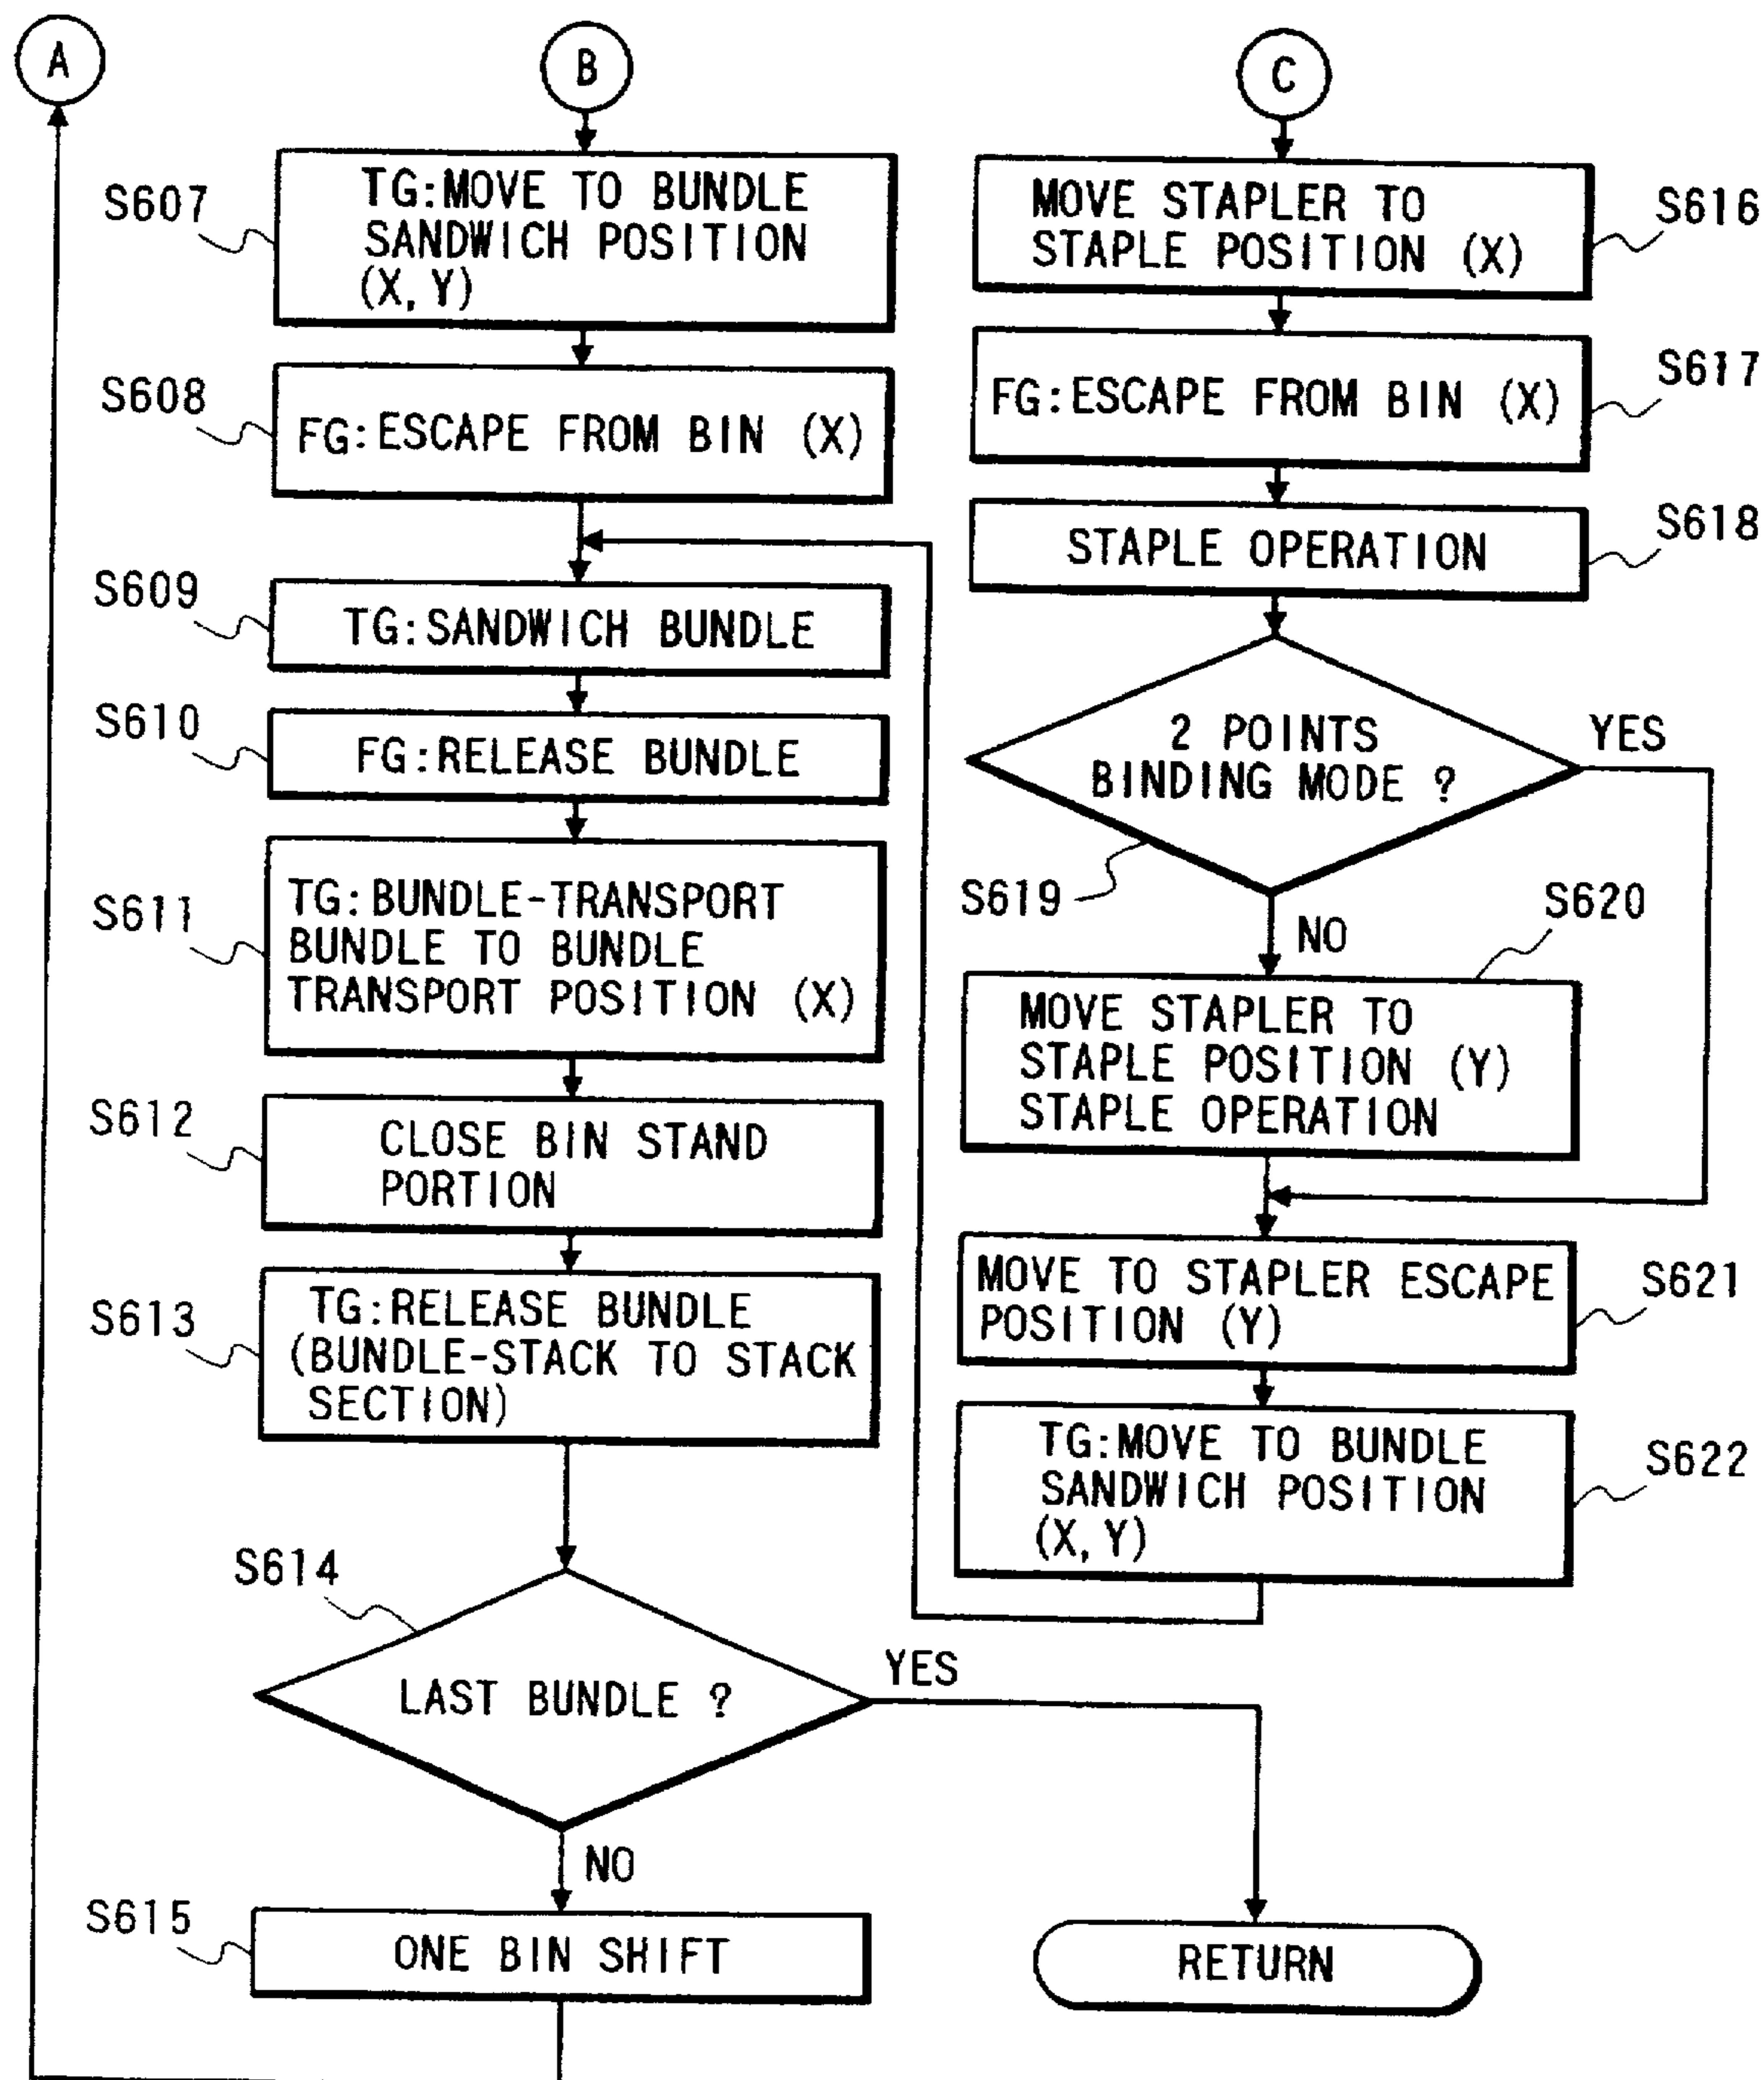 A
B
S607
TG:MOVE TO BUNDLE
SANDWICH POSITION
(X, Y)
S608
FG:ESCAPE FROM BIN (X)
S609
TG:SANDWICH BUNDLE
S610
FG:RELEASE BUNDLE
S611
TG:BUNDLE-TRANSPORT
BUNDLE TO BUNDLE
TRANSPORT POSITION (X)
S612
CLOSE BIN STAND
PORTION
S613
TG:RELEASE BUNDLE
(BUNDLE-STACK TO STACK
SECTION)
S614
LAST BUNDLE ?
YES
NO
S615
ONE BIN SHIFT
RETURN
C
MOVE STAPLER TO
STAPLE POSITION (X)
S616
FG:ESCAPE FROM BIN (X)
S617
STAPLE OPERATION
S618
2 POINTS
BINDING MODE ?
YES
S619
NO
S620
MOVE STAPLER TO
STAPLE POSITION (Y)
STAPLE OPERATION
MOVE TO STAPLER ESCAPE
POSITION (Y)
S621
TG:MOVE TO BUNDLE
SANDWICH POSITION
(X, Y)
S622